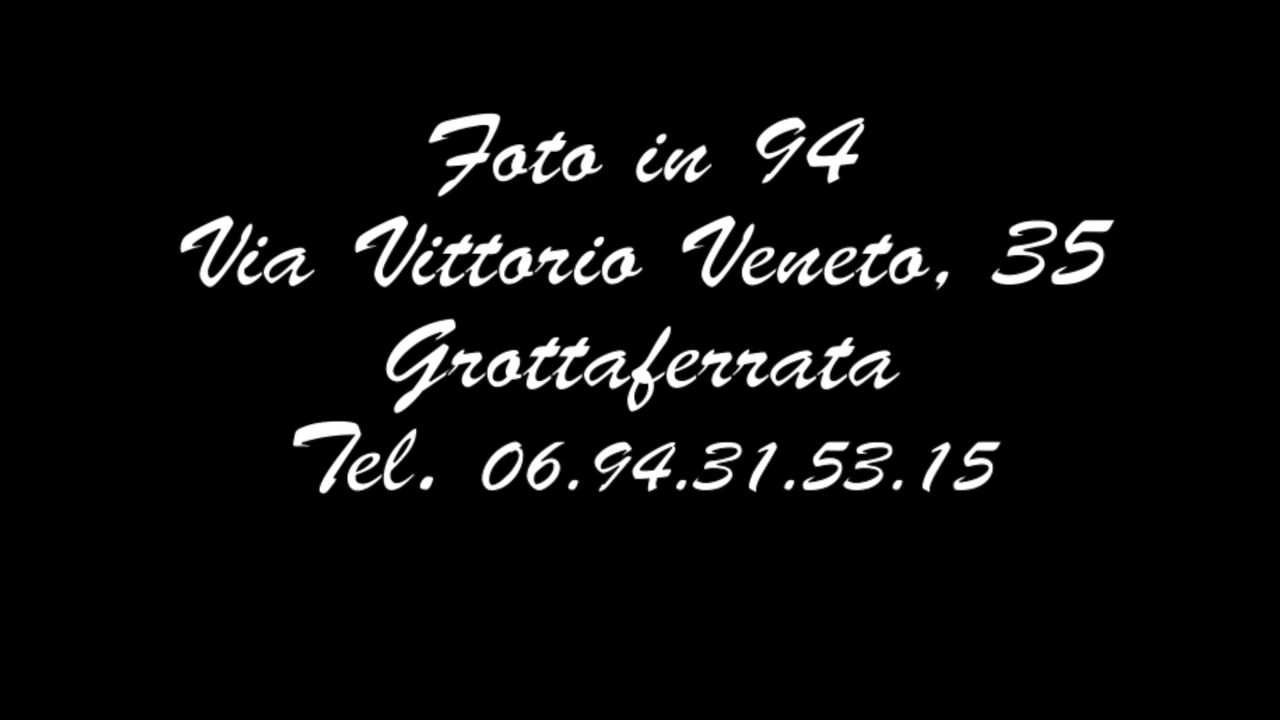 Foto in 94
Via Vittorio Veneto, 35
Grottaferrata
Tel. 06.94.31.53.15